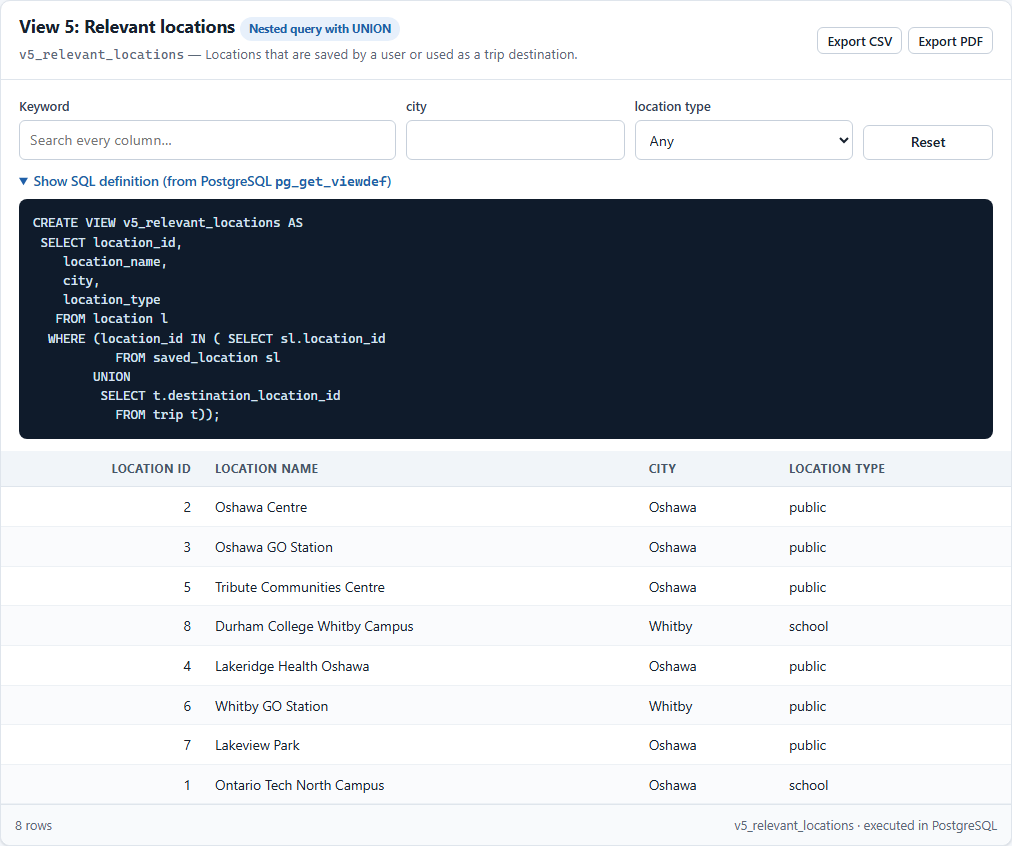 View 5: Relevant locations Nested query with UNION
v5_relevant_locations — Locations that are saved by a user or used as a trip destination.
Export CSV Export PDF
Keyword city location type
Search every column... Any Reset
▼ Show SQL definition (from PostgreSQL pg_get_viewdef)
CREATE VIEW v5_relevant_locations AS
 SELECT location_id,
    location_name,
    city,
    location_type
   FROM location l
  WHERE (location_id IN ( SELECT sl.location_id
           FROM saved_location sl
        UNION
         SELECT t.destination_location_id
           FROM trip t));
LOCATION ID LOCATION NAME CITY LOCATION TYPE
2 Oshawa Centre Oshawa public
3 Oshawa GO Station Oshawa public
5 Tribute Communities Centre Oshawa public
8 Durham College Whitby Campus Whitby school
4 Lakeridge Health Oshawa Oshawa public
6 Whitby GO Station Whitby public
7 Lakeview Park Oshawa public
1 Ontario Tech North Campus Oshawa school
8 rows v5_relevant_locations · executed in PostgreSQL